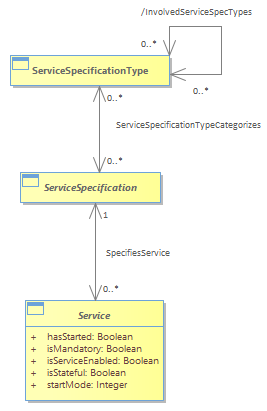 /InvolvedServiceSpecTypes
0..*
ServiceSpecificationType
0..*
0..*
ServiceSpecificationTypeCategorizes
0..*
ServiceSpecification
1
SpecifiesService
0..*
Service
+ hasStarted: Boolean
+ isMandatory: Boolean
+ isServiceEnabled: Boolean
+ isStateful: Boolean
+ startMode: Integer